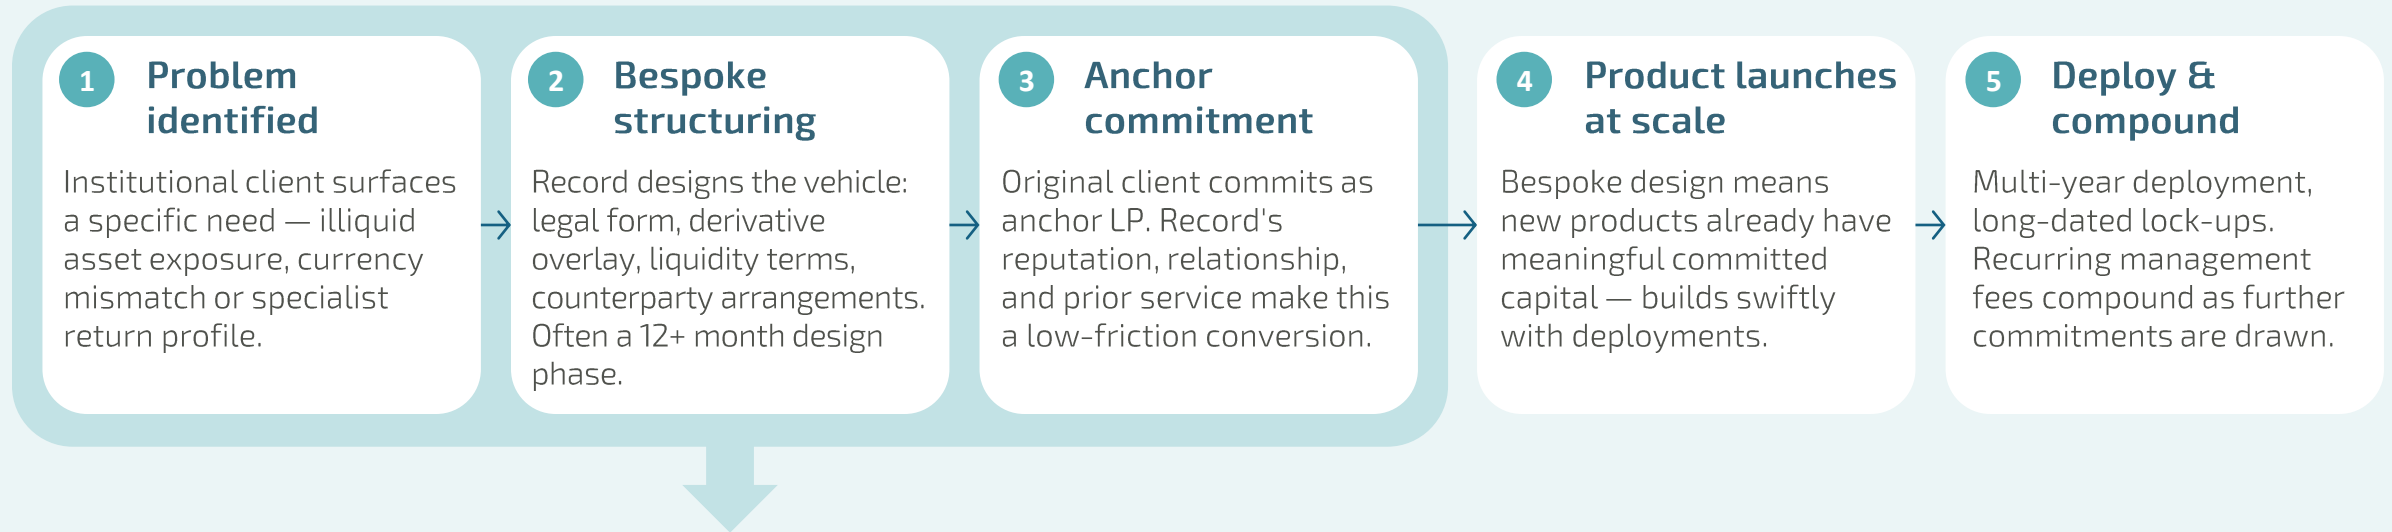 1
Problem
identified
Institutional client surfaces
a specific need — illiquid
asset exposure, currency
mismatch or specialist
return profile.
2
Bespoke
structuring
Record designs the vehicle:
legal form, derivative
overlay, liquidity terms,
counterparty arrangements.
Often a 12+ month design
phase.
3
Anchor
commitment
Original client commits as
anchor LP. Record's
reputation, relationship,
and prior service make this
a low-friction conversion.
4
Product launches
at scale
Bespoke design means
new products already have
meaningful committed
capital — builds swiftly
with deployments.
5
Deploy &
compound
Multi-year deployment,
long-dated lock-ups.
Recurring management
fees compound as further
commitments are drawn.